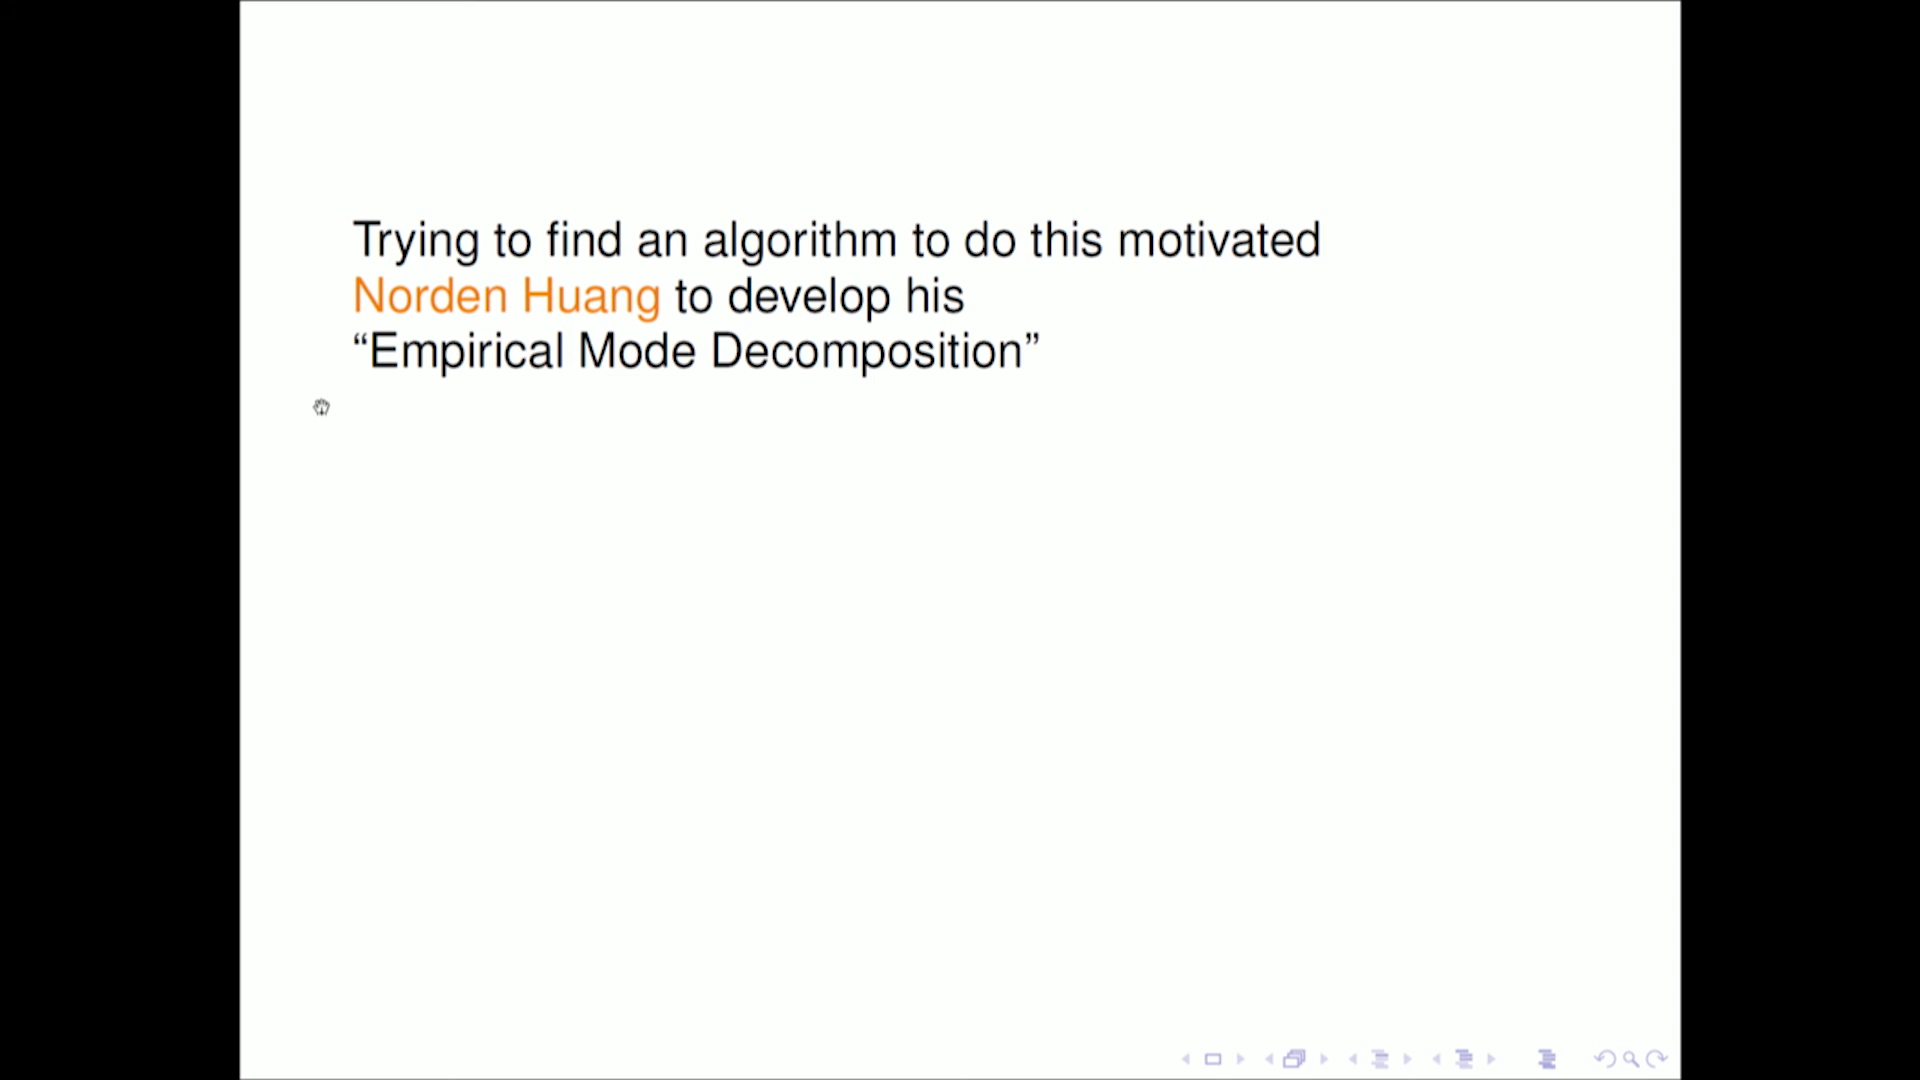 Trying to find an algorithm to do this motivated
Norden Huang to develop his
“Empirical Mode Decomposition”